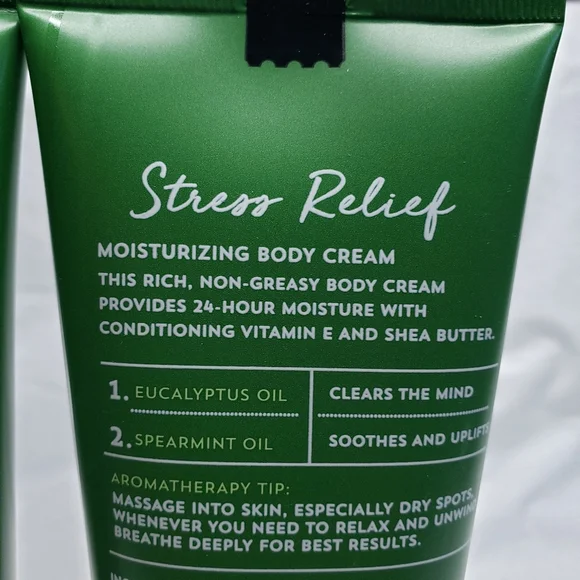 Stress Relief
MOISTURIZING BODY CREAM
THIS RICH, NON-GREASY BODY CREAM
PROVIDES 24-HOUR MOISTURE WITH
CONDITIONING VITAMIN E AND SHEA BUTTER.
1. EUCALYPTUS OIL CLEARS THE MIND
2. SPEARMINT OIL SOOTHES AND UPLIFTS
AROMATHERAPY TIP:
MASSAGE INTO SKIN, ESPECIALLY DRY SPOTS,
WHENEVER YOU NEED TO RELAX AND UNWIND.
BREATHE DEEPLY FOR BEST RESULTS.